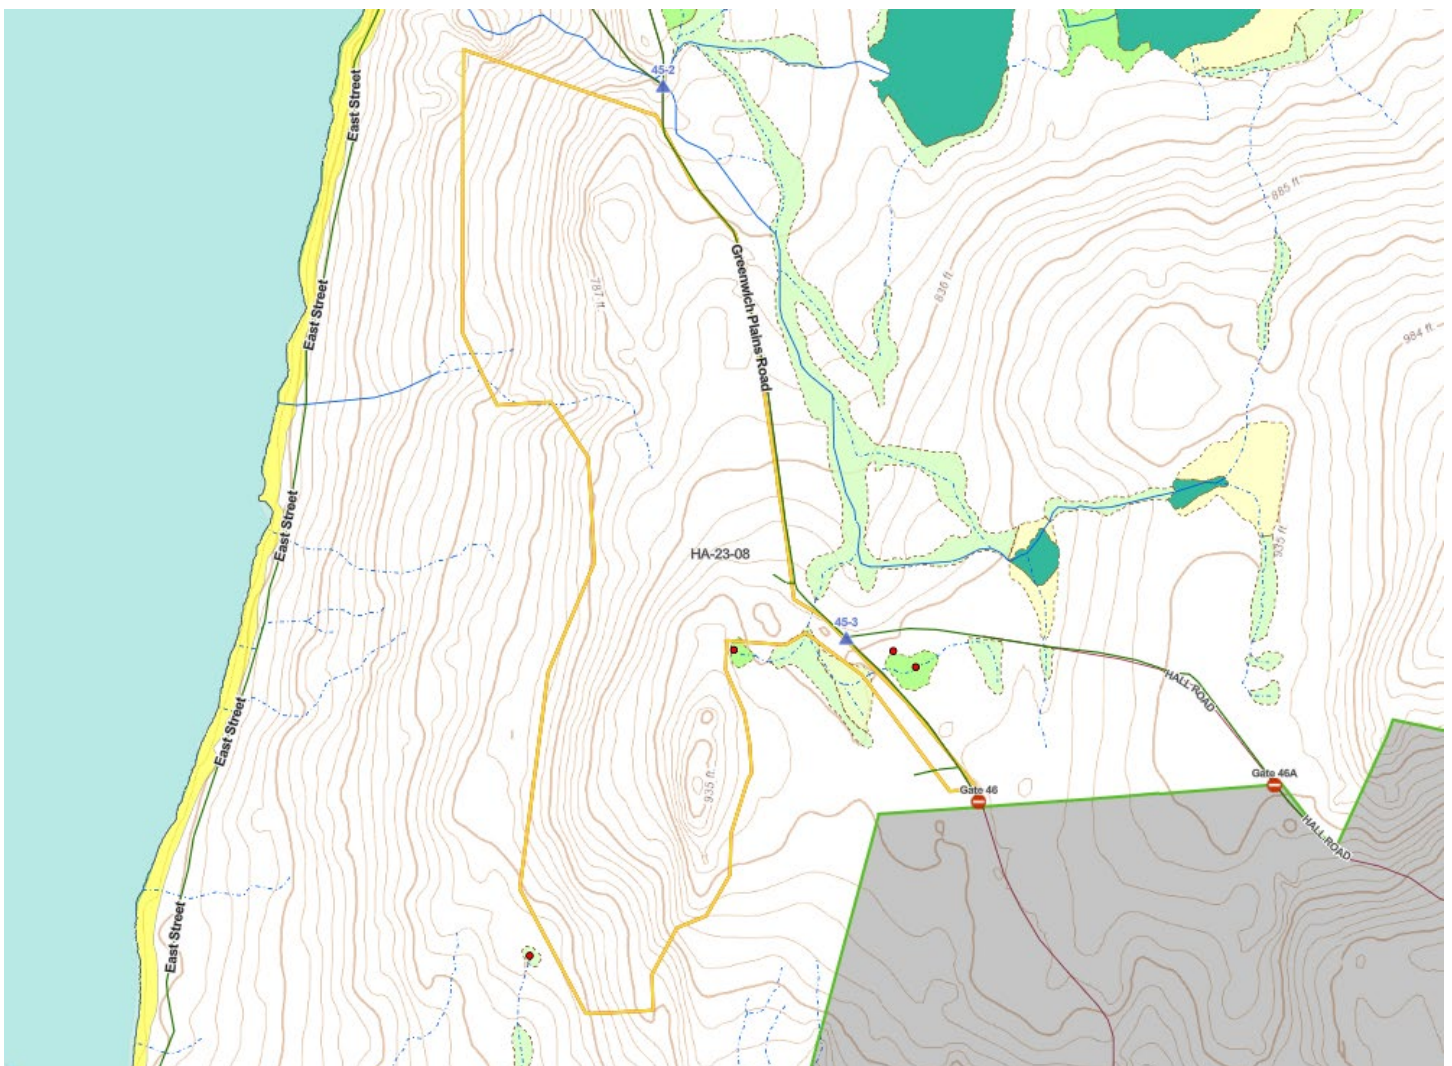 45-2
East Street
885 ft
Greenwich Plains Road
836 ft
787 ft
East Street
984 ft
East Street
935 ft
HA-23-08
45-3
HALL ROAD
East Street
Gate 46A
935 ft
Gate 46
HALL ROAD
East Street